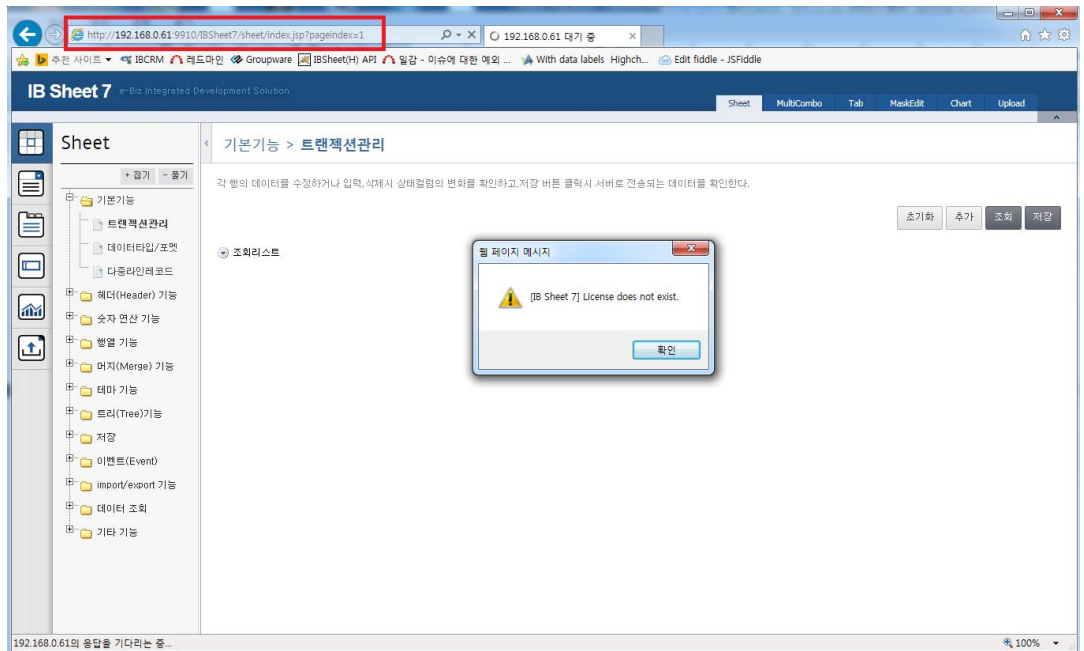 http://192.168.0.61:9910/IBSheet7/sheet/index.jsp?pageindex=1
192.168.0.61 대기 중
추천 사이트
IBCRM
레드마인
Groupware
IBSheet(H) API
일감 - 이슈에 대한 예외 ...
With data labels Highch...
Edit fiddle - JSFiddle
IB Sheet 7 e-Biz Integrated Development Solution
Sheet MultiCombo Tab MaskEdit Chart Upload
Sheet
+ 접기 - 풀기
기본기능
트랜젝션관리
데이터타입/포멧
다중라인레코드
헤더(Header) 기능
숫자 연산 기능
행열 기능
머지(Merge) 기능
테마 기능
트리(Tree)기능
저장
이벤트(Event)
import/export 기능
데이터 조회
기타 기능
기본기능 > 트랜젝션관리
각 행의 데이터를 수정하거나 입력,삭제시 상태컬럼의 변화를 확인하고,저장 버튼 클릭시 서버로 전송되는 데이터를 확인한다.
초기화 추가 조회 저장
조회리스트
웹 페이지 메시지
[IB Sheet 7] License does not exist.
확인
192.168.0.61의 응답을 기다리는 중...
100%